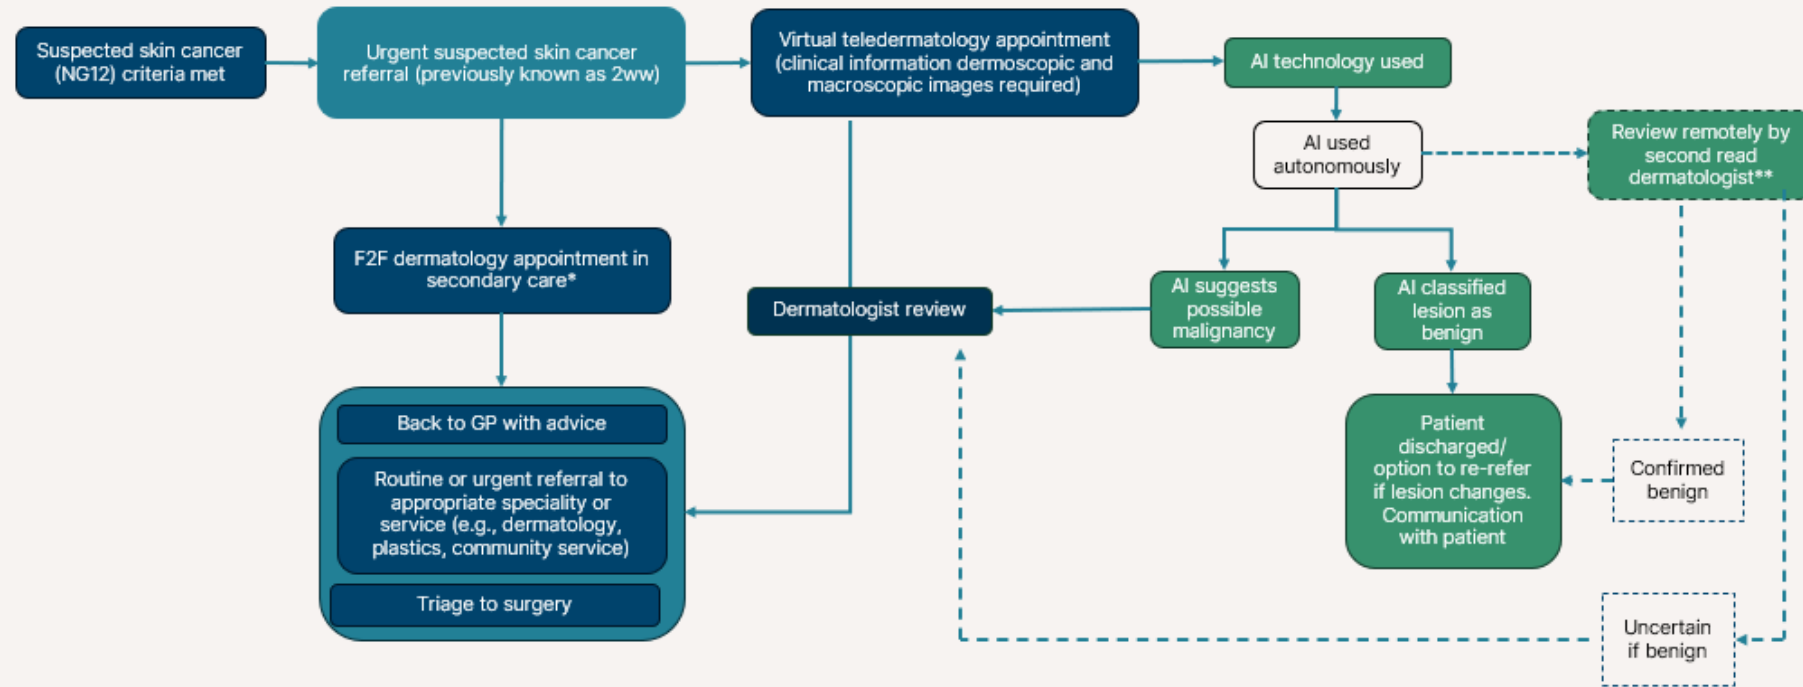 Suspected skin cancer
(NG12) criteria met
Urgent suspected skin cancer
referral (previously known as 2ww)
Virtual teledermatology appointment
(clinical information dermoscopic and
macroscopic images required)
AI technology used
AI used
autonomously
Review remotely by
second read
dermatologist**
F2F dermatology appointment in
secondary care*
Dermatologist review
AI suggests
possible
malignancy
AI classified
lesion as
benign
Back to GP with advice
Routine or urgent referral to
appropriate speciality or
service (e.g., dermatology,
plastics, community service)
Triage to surgery
Patient
discharged/
option to re-refer
if lesion changes.
Communication
with patient
Confirmed
benign
Uncertain
if benign